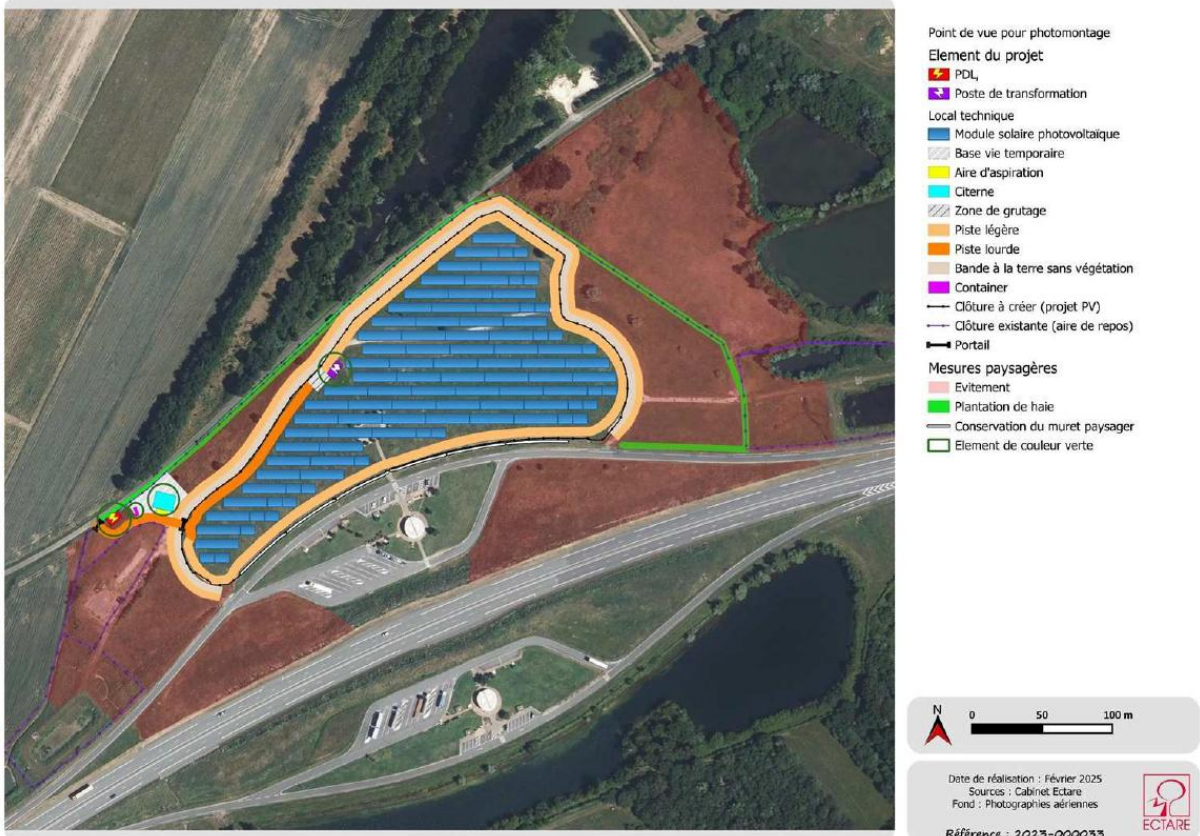 Point de vue pour photomontage
Element du projet
PDL,
Poste de transformation
Local technique
Module solaire photovoltaïque
Base vie temporaire
Aire d'aspiration
Citerne
Zone de grutage
Piste légère
Piste lourde
Bande à la terre sans végétation
Container
Clôture à créer (projet PV)
Clôture existante (aire de repos)
Portail
Mesures paysagères
Evitement
Plantation de haie
Conservation du muret paysager
Element de couleur verte
N
0 50 100 m
Date de réalisation : Février 2025
Sources : Cabinet Ectare
Fond : Photographies aériennes
Référence : 2023-000033
ECTARE